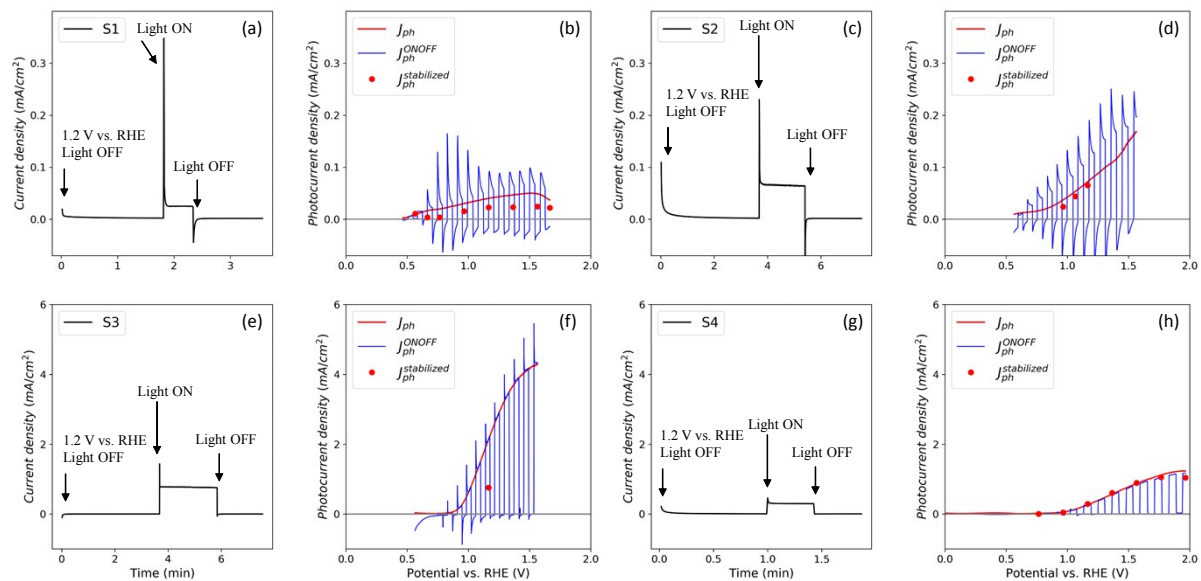 S1
Light ON
(a)
1.2 V vs. RHE
Light OFF
Light OFF
Current density (mA/cm²)
0.3
0.2
0.1
0.0
0
1
2
3
(b)
J_ph
J_ph^ONOFF
J_ph^stabilized
Photocurrent density (mA/cm²)
0.3
0.2
0.1
0.0
0.0
0.5
1.0
1.5
2.0
S2
Light ON
(c)
1.2 V vs. RHE
Light OFF
Light OFF
Current density (mA/cm²)
0.3
0.2
0.1
0.0
0
2
4
6
(d)
J_ph
J_ph^ONOFF
J_ph^stabilized
Photocurrent density (mA/cm²)
0.3
0.2
0.1
0.0
0.0
0.5
1.0
1.5
2.0
S3
(e)
Light ON
1.2 V vs. RHE
Light OFF
Light OFF
Current density (mA/cm²)
6
4
2
0
0
2
4
6
Time (min)
(f)
J_ph
J_ph^ONOFF
J_ph^stabilized
Photocurrent density (mA/cm²)
6
4
2
0
0.0
0.5
1.0
1.5
2.0
Potential vs. RHE (V)
S4
(g)
Light ON
1.2 V vs. RHE
Light OFF
Light OFF
Current density (mA/cm²)
6
4
2
0
0.0
0.5
1.0
1.5
Time (min)
(h)
J_ph
J_ph^ONOFF
J_ph^stabilized
Photocurrent density (mA/cm²)
6
4
2
0
0.0
0.5
1.0
1.5
2.0
Potential vs. RHE (V)